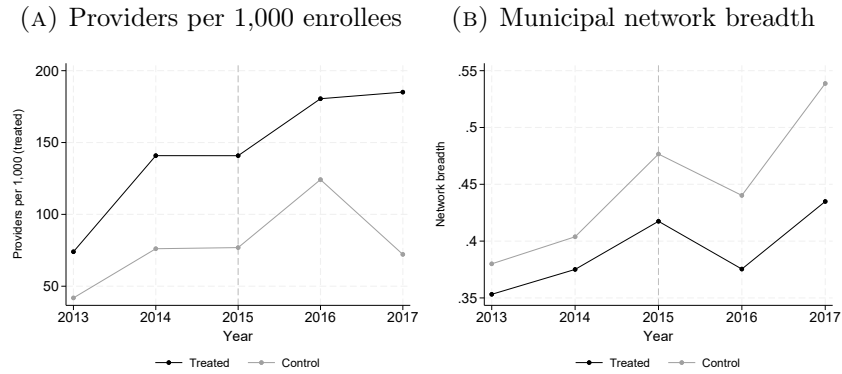 (A) Providers per 1,000 enrollees
200
150
100
50
Providers per 1,000 (treated)
2013 2014 2015 2016 2017
Year
Treated Control
(B) Municipal network breadth
.55
.5
.45
.4
.35
Network breadth
2013 2014 2015 2016 2017
Year
Treated Control